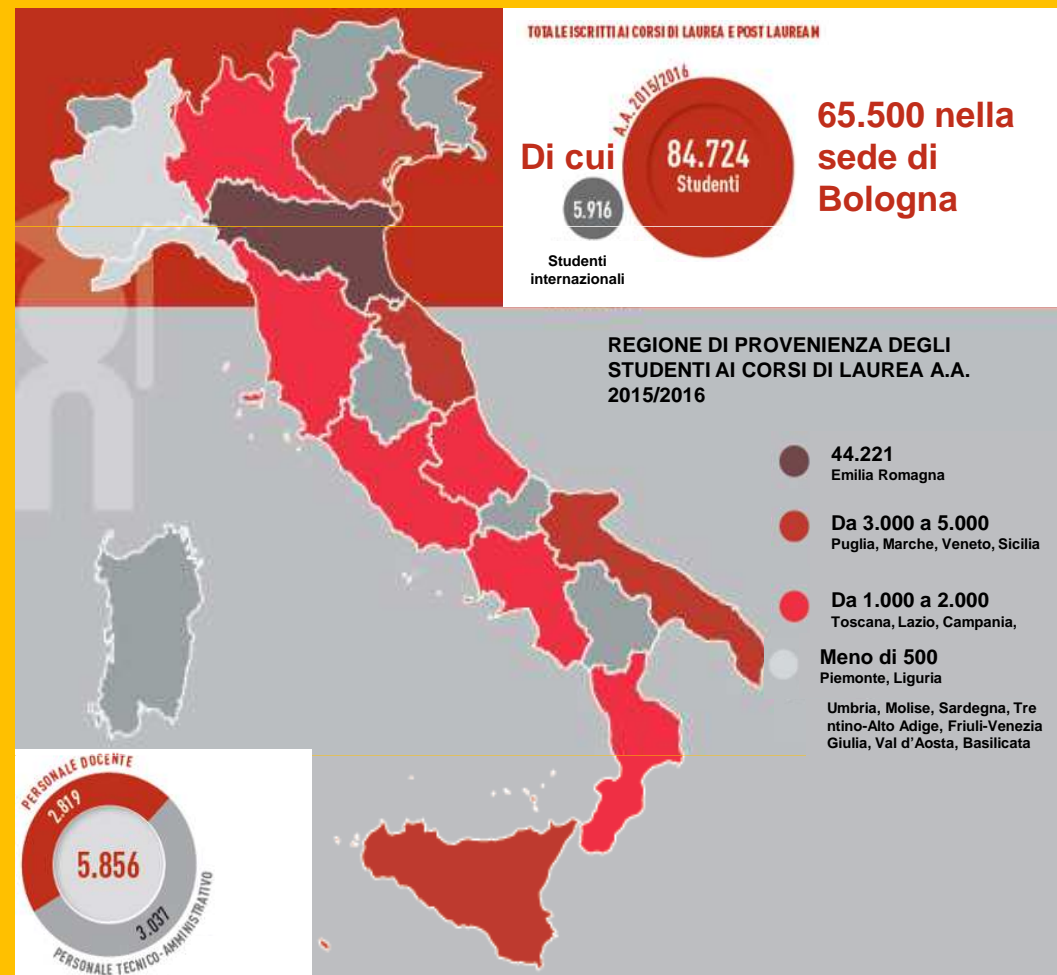 TOTALE ISCRITTI AI CORSI DI LAUREA E POST LAUREAM
A.A. 2015/2016
Di cui
84.724
Studenti
5.916
Studenti
internazionali
65.500 nella
sede di
Bologna
REGIONE DI PROVENIENZA DEGLI
STUDENTI AI CORSI DI LAUREA A.A.
2015/2016
44.221
Emilia Romagna
Da 3.000 a 5.000
Puglia, Marche, Veneto, Sicilia
Da 1.000 a 2.000
Toscana, Lazio, Campania,
Meno di 500
Piemonte, Liguria
Umbria, Molise, Sardegna, Tre
ntino-Alto Adige, Friuli-Venezia
Giulia, Val d'Aosta, Basilicata
PERSONALE DOCENTE
2.819
5.856
3.037
PERSONALE TECNICO-AMMINISTRATIVO